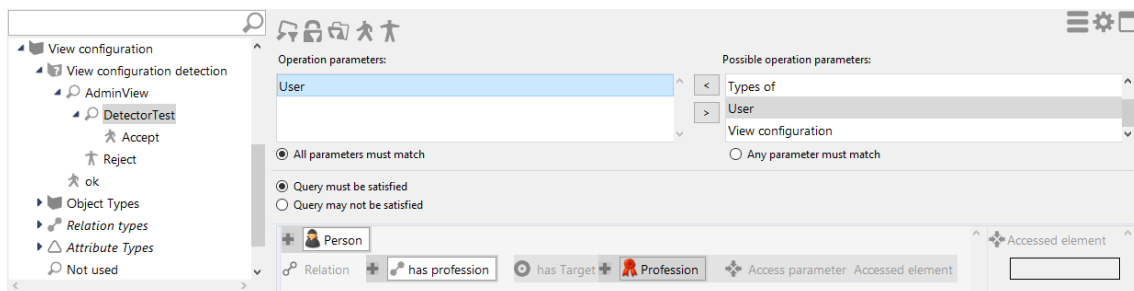 View configuration
View configuration detection
AdminView
DetectorTest
Accept
Reject
ok
Object Types
Relation types
Attribute Types
Not used
Operation parameters:
User
All parameters must match
Possible operation parameters:
Types of
User
View configuration
Any parameter must match
<
>
Query must be satisfied
Query may not be satisfied
Person
Relation has profession has Target Profession Access parameter Accessed element
Accessed element